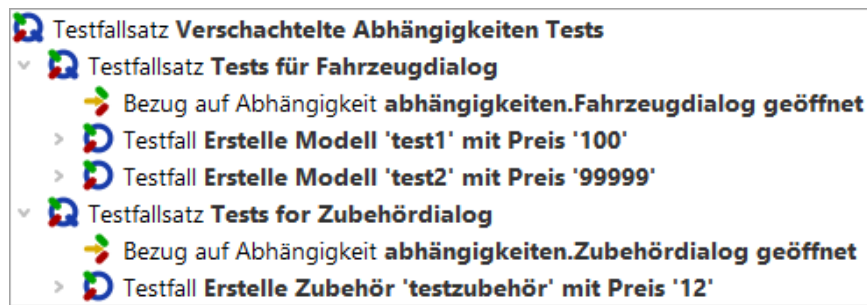 Testfallsatz Verschachtelte Abhängigkeiten Tests
Testfallsatz Tests für Fahrzeugdialog
Bezug auf Abhängigkeit abhängigkeiten.Fahrzeugdialog geöffnet
Testfall Erstelle Modell 'test1' mit Preis '100'
Testfall Erstelle Modell 'test2' mit Preis '99999'
Testfallsatz Tests for Zubehördialog
Bezug auf Abhängigkeit abhängigkeiten.Zubehördialog geöffnet
Testfall Erstelle Zubehör 'testzubehör' mit Preis '12'